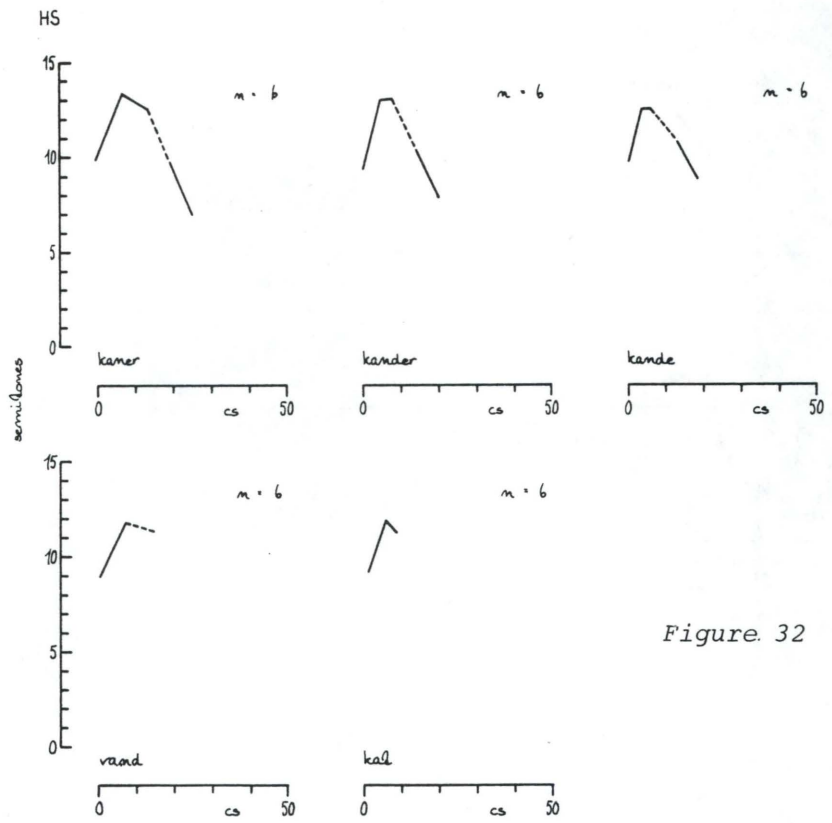 HS
15
10
5
0
semitones
n = 6
n = 6
n = 6
kaner
kander
kande
0 cs 50
0 cs 50
0 cs 50
15
10
5
0
n = 6
n = 6
vand
kal
0 cs 50
0 cs 50
Figure. 32